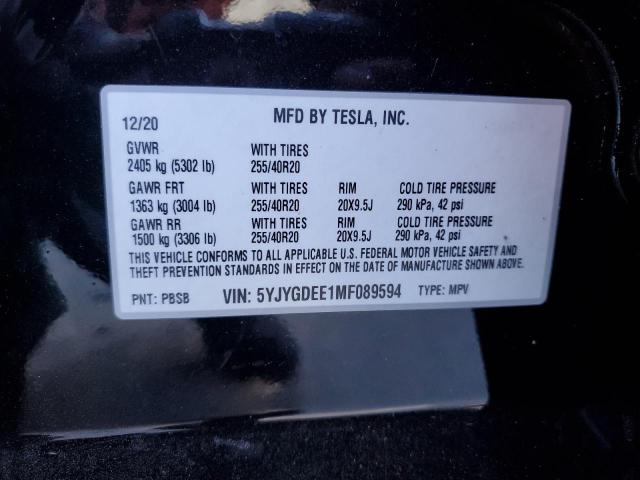 12/20 MFD BY TESLA, INC.
GVWR WITH TIRES
2405 kg (5302 lb) 255/40R20
GAWR FRT WITH TIRES RIM COLD TIRE PRESSURE
1363 kg (3004 lb) 255/40R20 20X9.5J 290 kPa, 42 psi
GAWR RR WITH TIRES RIM COLD TIRE PRESSURE
1500 kg (3306 lb) 255/40R20 20X9.5J 290 kPa, 42 psi
THIS VEHICLE CONFORMS TO ALL APPLICABLE U.S. FEDERAL MOTOR VEHICLE SAFETY AND
THEFT PREVENTION STANDARDS IN EFFECT ON THE DATE OF MANUFACTURE SHOWN ABOVE.
PNT: PBSB VIN: 5YJYGDEE1MF089594 TYPE: MPV